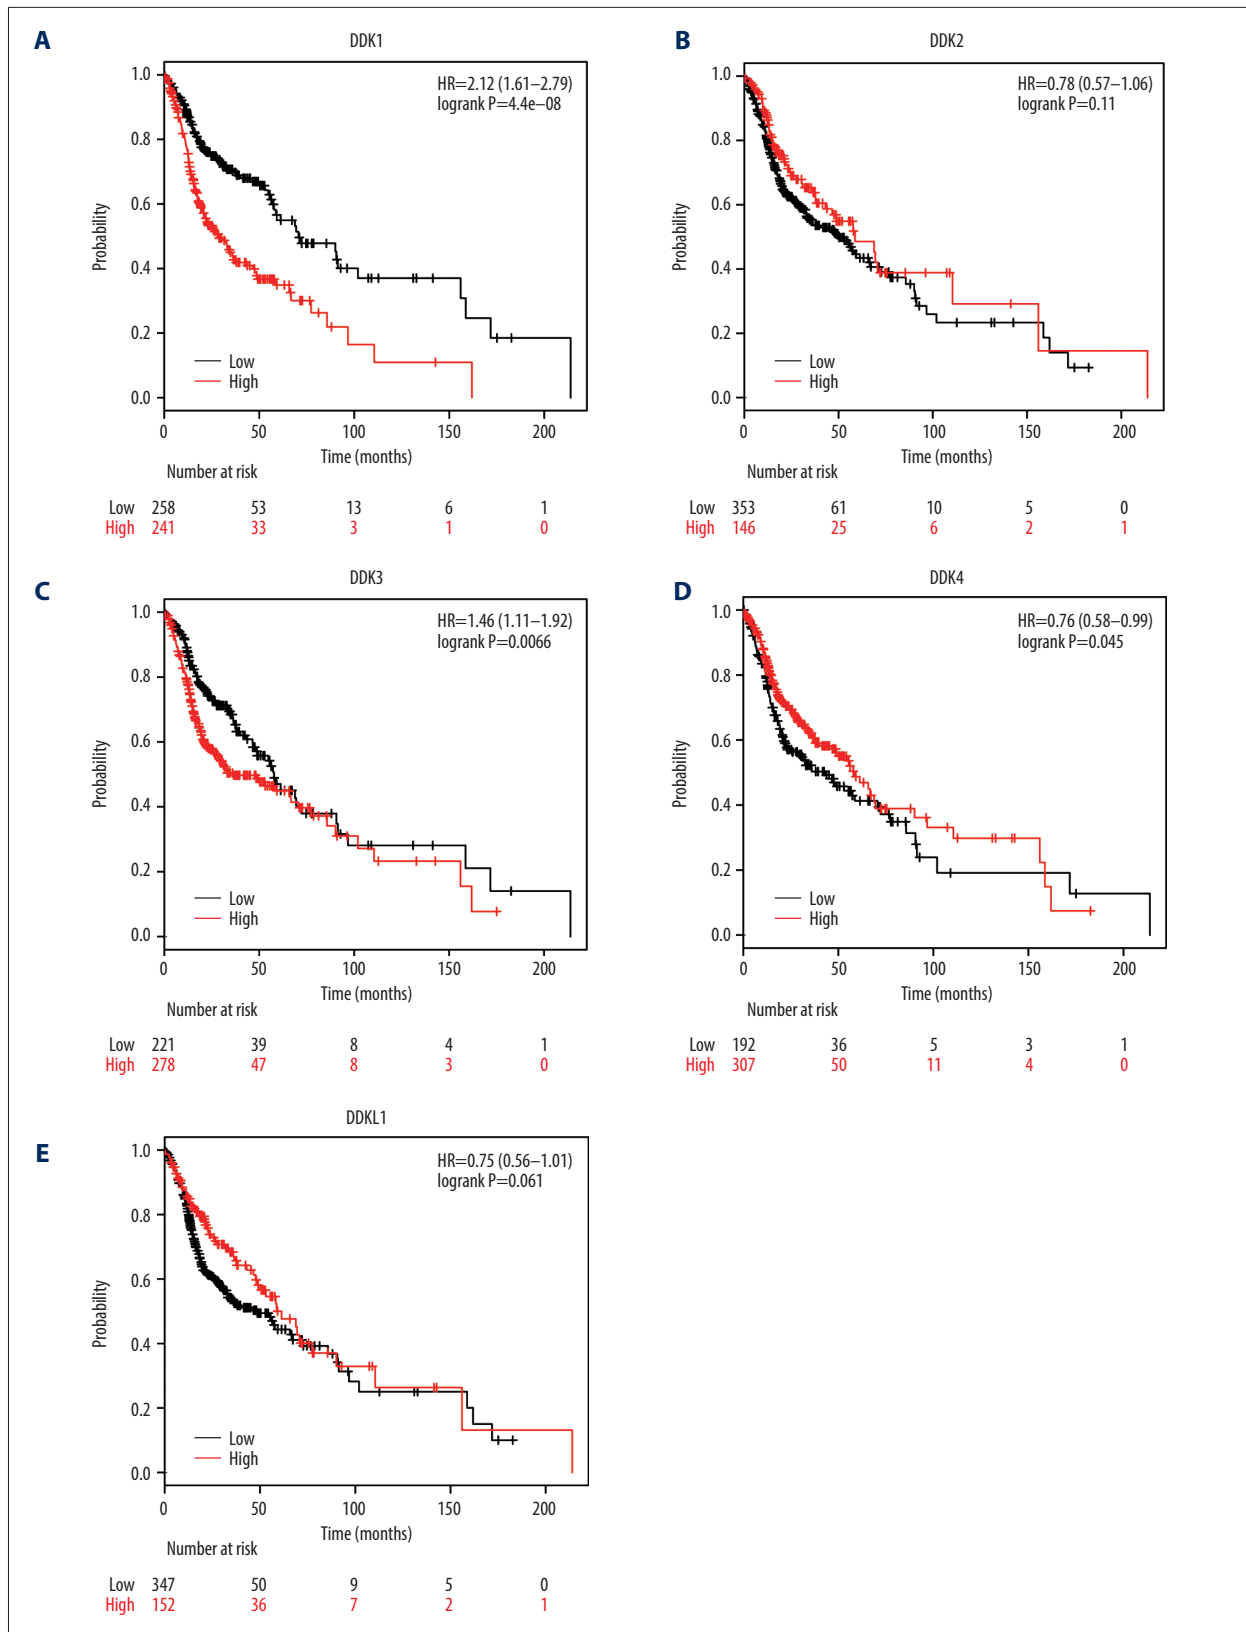 A
DDK1
HR=2.12 (1.61–2.79)
logrank P=4.4e–08
Probability
1.0
0.8
0.6
0.4
0.2
0.0
Low
High
0 50 100 150 200
Time (months)
Number at risk
Low 258 53 13 6 1
High 241 33 3 1 0
B
DDK2
HR=0.78 (0.57–1.06)
logrank P=0.11
Probability
1.0
0.8
0.6
0.4
0.2
0.0
Low
High
0 50 100 150 200
Time (months)
Number at risk
Low 353 61 10 5 0
High 146 25 6 2 1
C
DDK3
HR=1.46 (1.11–1.92)
logrank P=0.0066
Probability
1.0
0.8
0.6
0.4
0.2
0.0
Low
High
0 50 100 150 200
Time (months)
Number at risk
Low 221 39 8 4 1
High 278 47 8 3 0
D
DDK4
HR=0.76 (0.58–0.99)
logrank P=0.045
Probability
1.0
0.8
0.6
0.4
0.2
0.0
Low
High
0 50 100 150 200
Time (months)
Number at risk
Low 192 36 5 3 1
High 307 50 11 4 0
E
DDKL1
HR=0.75 (0.56–1.01)
logrank P=0.061
Probability
1.0
0.8
0.6
0.4
0.2
0.0
Low
High
0 50 100 150 200
Time (months)
Number at risk
Low 347 50 9 5 0
High 152 36 7 2 1